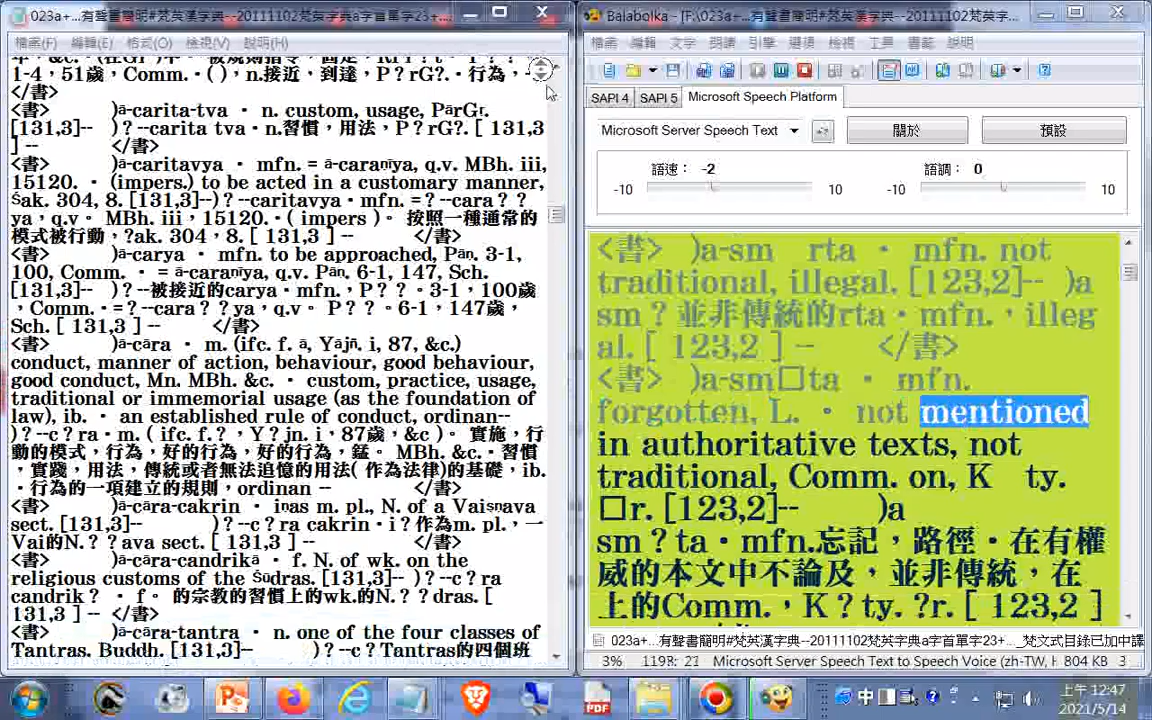 023a+...有聲書簡明#梵英漢字典--20111102梵英字典a字首單字23+...
檔案(F) 編輯(E) 格式(O) 檢視(V) 說明(H)
1-4, 51歲, Comm.・( ), n.接近、到達, P?rG?.・行為, -
</書>
<書> )ā-carita-tva ・ n. custom, usage, PārGr.
[131,3]-- )?--carita tva・n.習慣，用法，P?rG?. [ 131,3
] -- </書>
<書> )ā-caritavya ・ mfn. = ā-caraṇīya, q.v. MBh. iii,
15120. ・ (impers.) to be acted in a customary manner,
Śak. 304, 8. [131,3]--)?--caritavya・mfn. =?--cara??
ya, q.v。 MBh. iii, 15120.・( impers )。 按照一種通常的
模式被行動, ?ak. 304, 8. [ 131,3 ] -- </書>
<書> )ā-carya ・ mfn. to be approached, Pāṇ. 3-1,
100, Comm. ・ = ā-caraṇīya, q.v. Pāṇ. 6-1, 147, Sch.
[131,3]-- )?--被接近的carya・mfn., P??。3-1, 100歲
, Comm.・=?--cara??ya, q.v。 P??。6-1, 147歲,
Sch. [ 131,3 ] -- </書>
<書> )ā-cāra ・ m. (ifc. f. ā, Yājñ. i, 87, &c.)
conduct, manner of action, behaviour, good behaviour,
good conduct, Mn. MBh. &c. ・ custom, practice, usage,
traditional or immemorial usage (as the foundation of
law), ib. ・ an established rule of conduct, ordinan--
)?--c?ra・m. ( ifc. f.?, Y?jn. i, 87歲, &c )。 實施，行
動的模式，行為，好的行為，好的行為，錳。 MBh. &c.・習慣
，實踐，用法，傳統或者無法追憶的用法( 作為法律)的基礎, ib.
・行為的一項建立的規則, ordinan -- </書>
<書> )ā-cāra-cakrin ・ iṇas m. pl., N. of a Vaiṣṇava
sect. [131,3]-- )?--c?ra cakrin・i?作為m. pl., 一
Vai的N.??ava sect. [ 131,3 ] -- </書>
<書> )ā-cāra-candrikā ・ f. N. of wk. on the
religious customs of the Śūdras. [131,3]-- )?--c?ra
candrik?・ f。 的宗教的習慣上的wk.的N.??dras. [
131,3 ] -- </書>
<書> )ā-cāra-tantra ・ n. one of the four classes of
Tantras. Buddh. [131,3]-- )?--c?Tantras的四個班
Balabolka - [F:\023a+...有聲書簡明#梵英漢字典--20111102梵英字...
檔案 編輯 文字 朗讀 引擎 選項 檢視 工具 書籤 說明
SAPI 4 SAPI 5 Microsoft Speech Platform
Microsoft Server Speech Text 關於 預設
語速： -2 語調： 0
-10 10 -10 10
<書> )a-sm rta ・ mfn. not
traditional, illegal. [123,2]-- )a
sm?並非傳統的rta・mfn., illeg
al. [ 123,2 ] -- </書>
<書> )a-sm□ta ・ mfn.
forgotten, L. ・ not mentioned
in authoritative texts, not
traditional, Comm. on, K ty.
□r. [123,2]-- )a
sm?ta・mfn.忘記，路徑・在有權
威的本文中不論及，並非傳統，在
上的Comm., K?ty. ?r. [ 123,2 ]
023a+...有聲書簡明#梵英漢字典--20111102梵英字典a字首單字23+..._梵文式目錄已加中譯
3% Microsoft Server Speech Text to Speech Voice (zh-TW, H 804 KB 3
PDF 中 上午 12:47
2021/5/14